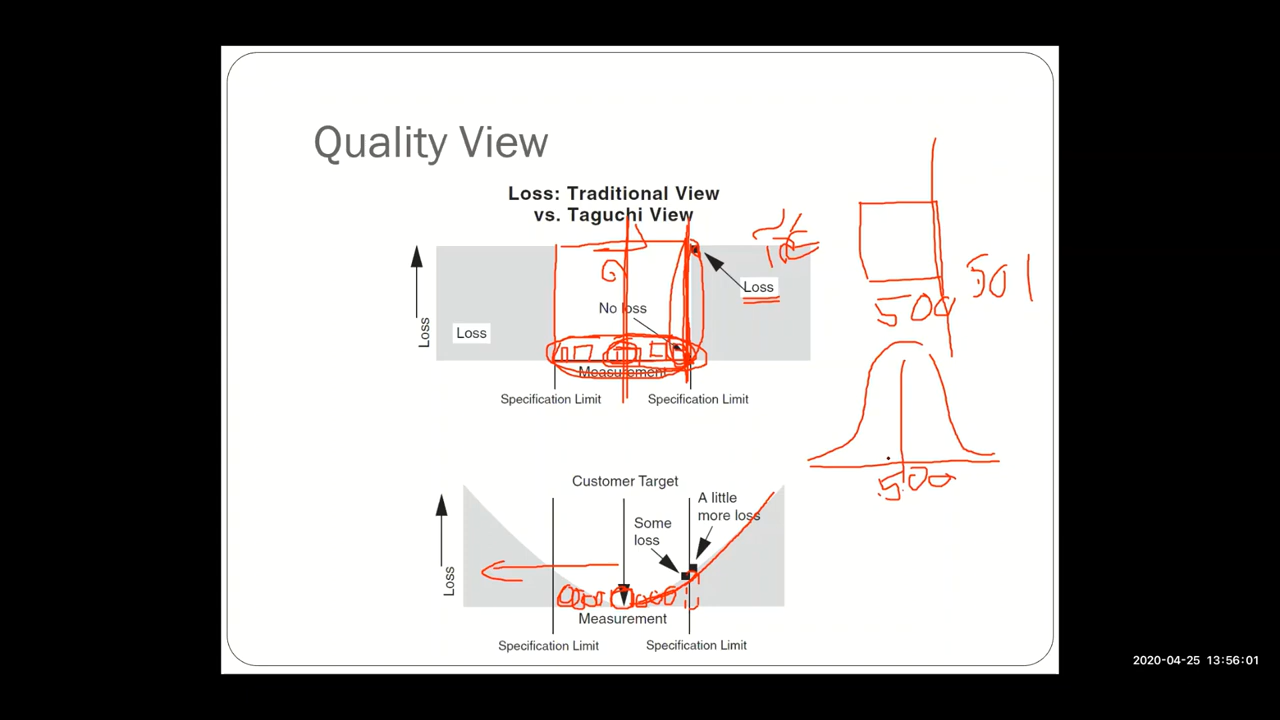 Quality View
Loss: Traditional View
vs. Taguchi View
Loss
No loss
Loss
Loss
Measurement
Specification Limit
Specification Limit
500
501
500
Customer Target
A little
more loss
Some
loss
Loss
Measurement
Specification Limit
Specification Limit
2020-04-25 13:56:01